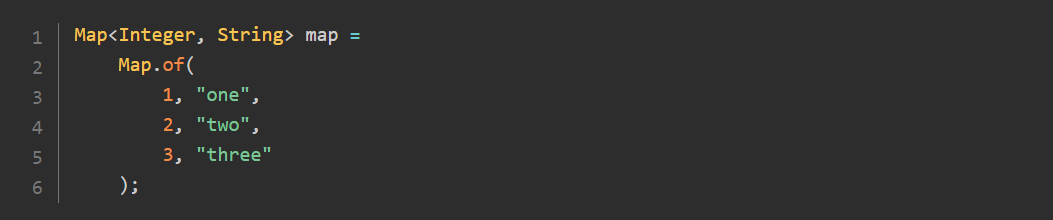 1 Map<Integer, String> map =
2     Map.of(
3         1, "one",
4         2, "two",
5         3, "three"
6     );